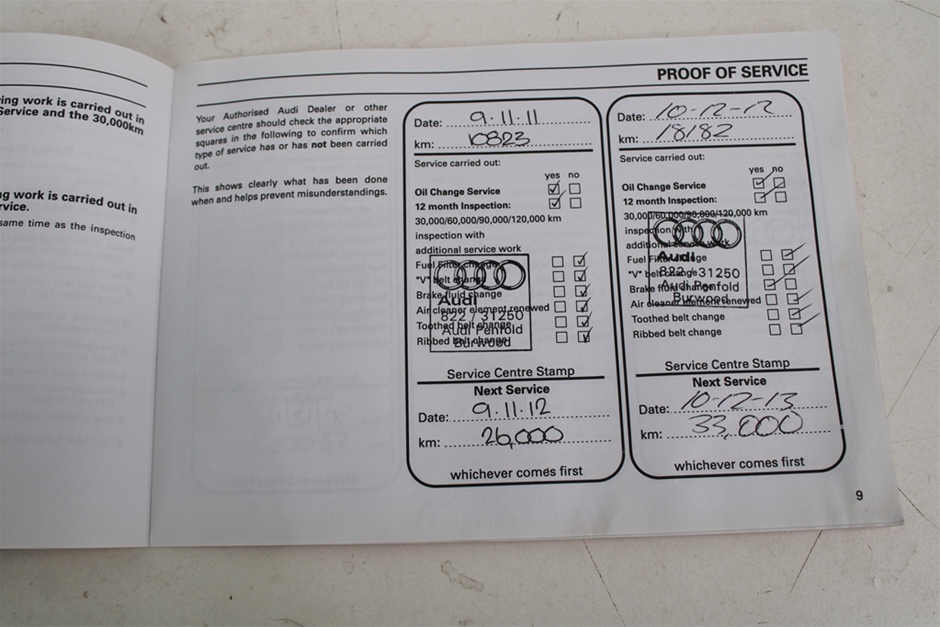 ing work is carried out in
Service and the 30,000km
ng work is carried out in
rvice.
same time as the inspection
PROOF OF SERVICE
Your Authorised Audi Dealer or other
service centre should check the appropriate
squares in the following to confirm which
type of service has or has not been carried
out.
This shows clearly what has been done
when and helps prevent misunderstandings.
Date: 9.11.11
km: 10823
Service carried out:
yes no
Oil Change Service
12 month Inspection:
30,000/60,000/90,000/120,000 km
inspection with
additional service work
Fuel Filter change
"V" belt change
Brake fluid change
Air cleaner element renewed
Toothed belt change
Ribbed belt change
Audi
822 / 31250
Audi Penfold
Burwood
Service Centre Stamp
Next Service
Date: 9.11.12
km: 26,000
whichever comes first
Date: 10-12-12
km: 18182
Service carried out:
yes no
Oil Change Service
12 month Inspection:
30,000/60,000/90,000/120,000 km
inspection with
additional service work
Fuel Filter change
"V" belt change
Brake fluid change
Air cleaner element renewed
Toothed belt change
Ribbed belt change
Audi
822 / 31250
Audi Penfold
Burwood
Service Centre Stamp
Next Service
Date: 10-12-13
km: 33,000
whichever comes first
9